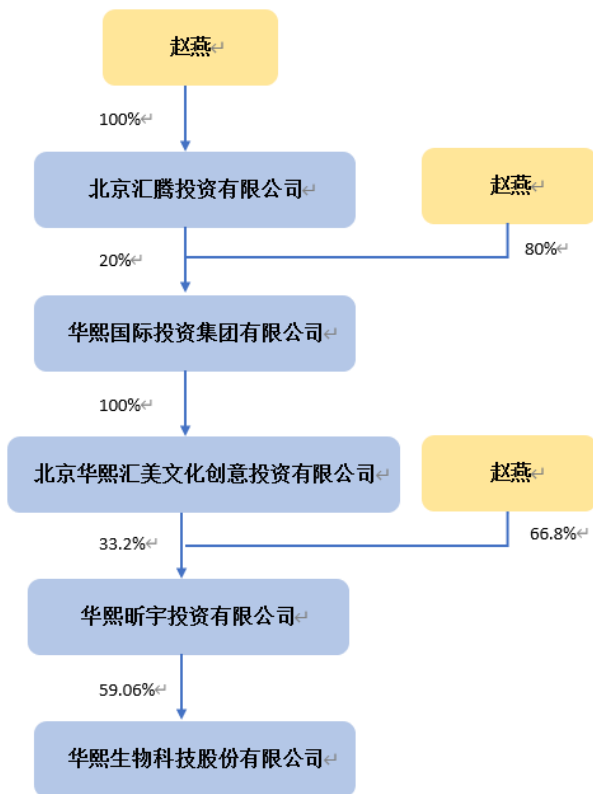 赵燕
100%
北京汇腾投资有限公司
赵燕
20%
80%
华熙国际投资集团有限公司
100%
北京华熙汇美文化创意投资有限公司
赵燕
33.2%
66.8%
华熙昕宇投资有限公司
59.06%
华熙生物科技股份有限公司